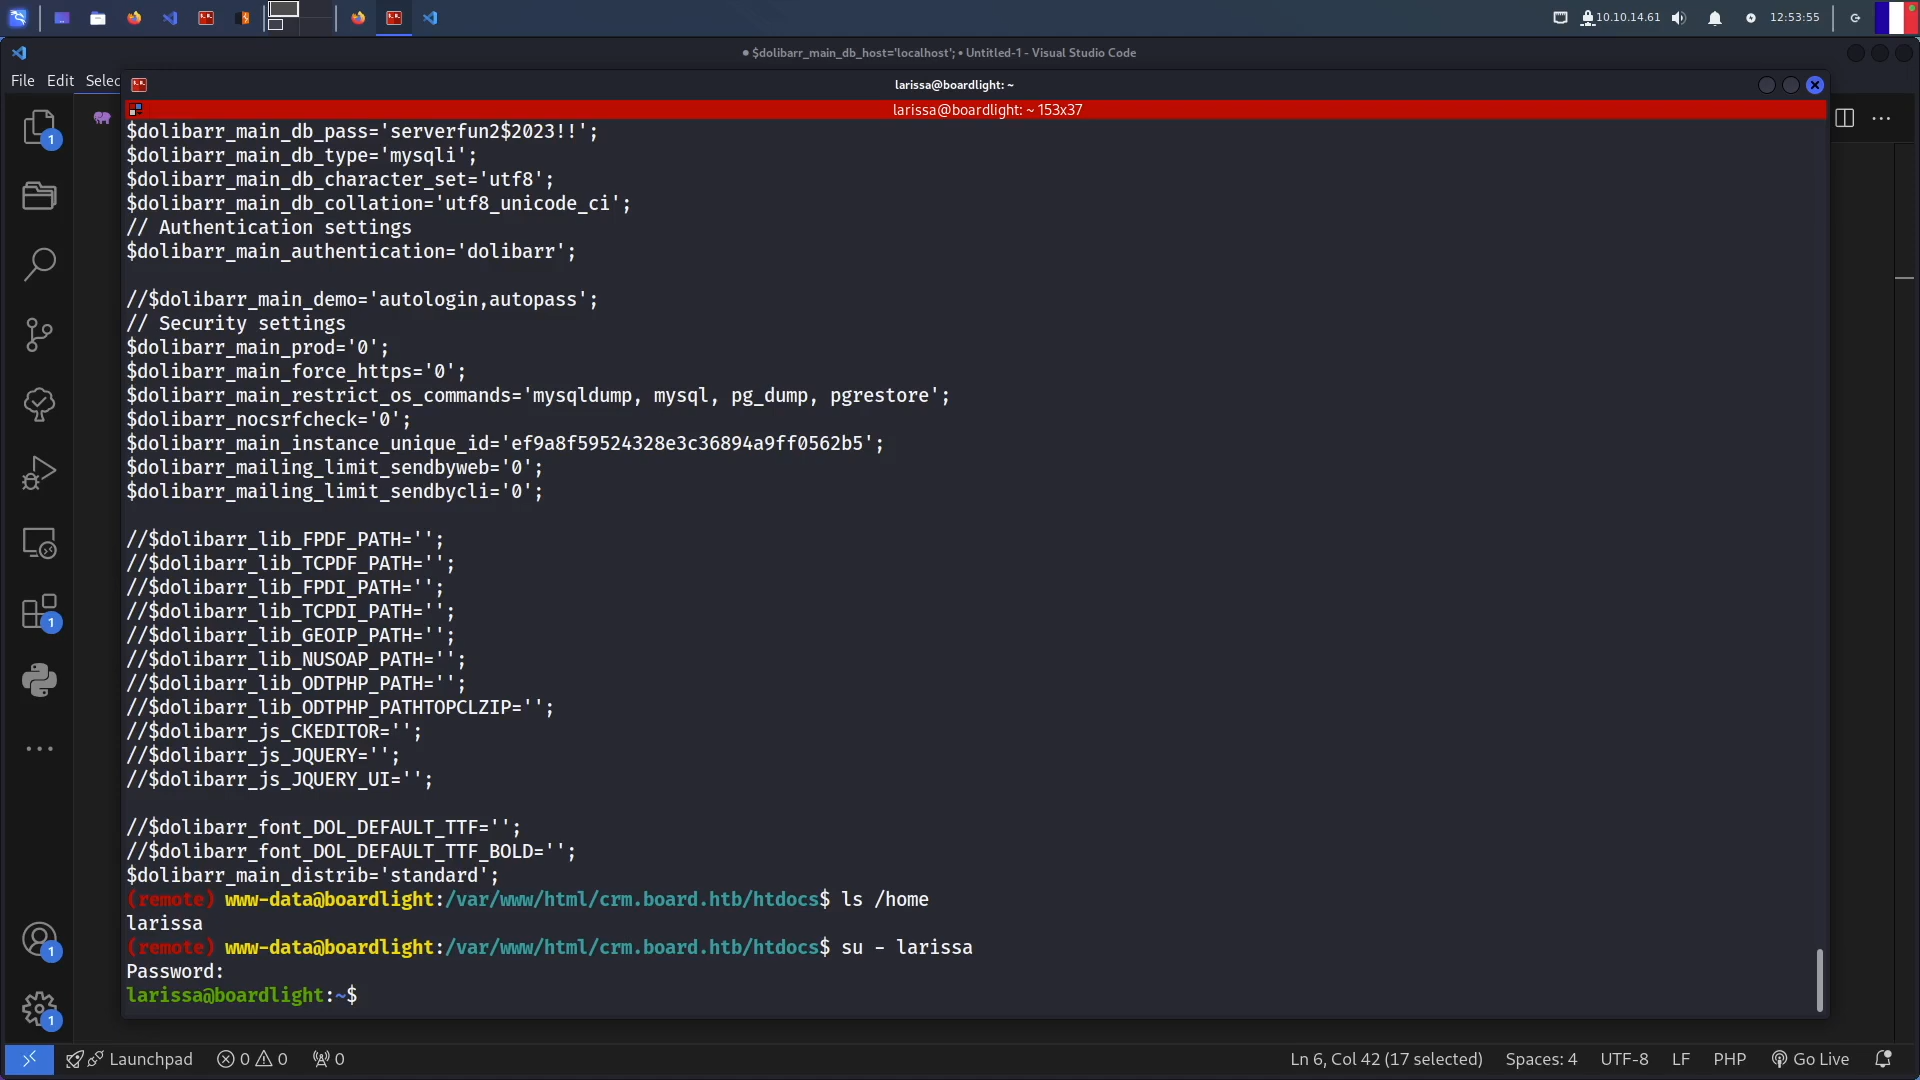 10.10.14.61
12:53:55
● $dolibarr_main_db_host='localhost'; • Untitled-1 - Visual Studio Code
File Edit Selec
larissa@boardlight: ~
larissa@boardlight: ~ 153x37
$dolibarr_main_db_pass='serverfun2$2023!!';
$dolibarr_main_db_type='mysqli';
$dolibarr_main_db_character_set='utf8';
$dolibarr_main_db_collation='utf8_unicode_ci';
// Authentication settings
$dolibarr_main_authentication='dolibarr';
//$dolibarr_main_demo='autologin,autopass';
// Security settings
$dolibarr_main_prod='0';
$dolibarr_main_force_https='0';
$dolibarr_main_restrict_os_commands='mysqldump, mysql, pg_dump, pgrestore';
$dolibarr_nocsrfcheck='0';
$dolibarr_main_instance_unique_id='ef9a8f59524328e3c36894a9ff0562b5';
$dolibarr_mailing_limit_sendbyweb='0';
$dolibarr_mailing_limit_sendbycli='0';
//$dolibarr_lib_FPDF_PATH='';
//$dolibarr_lib_TCPDF_PATH='';
//$dolibarr_lib_FPDI_PATH='';
//$dolibarr_lib_TCPDI_PATH='';
//$dolibarr_lib_GEOIP_PATH='';
//$dolibarr_lib_NUSOAP_PATH='';
//$dolibarr_lib_ODTPHP_PATH='';
//$dolibarr_lib_ODTPHP_PATHTOPCLZIP='';
//$dolibarr_js_CKEDITOR='';
//$dolibarr_js_JQUERY='';
//$dolibarr_js_JQUERY_UI='';
//$dolibarr_font_DOL_DEFAULT_TTF='';
//$dolibarr_font_DOL_DEFAULT_TTF_BOLD='';
$dolibarr_main_distrib='standard';
(remote) www-data@boardlight:/var/www/html/crm.board.htb/htdocs$ ls /home
larissa
(remote) www-data@boardlight:/var/www/html/crm.board.htb/htdocs$ su - larissa
Password:
larissa@boardlight:~$
1
1
1
1
Launchpad 0 0 0
Ln 6, Col 42 (17 selected) Spaces: 4 UTF-8 LF PHP Go Live